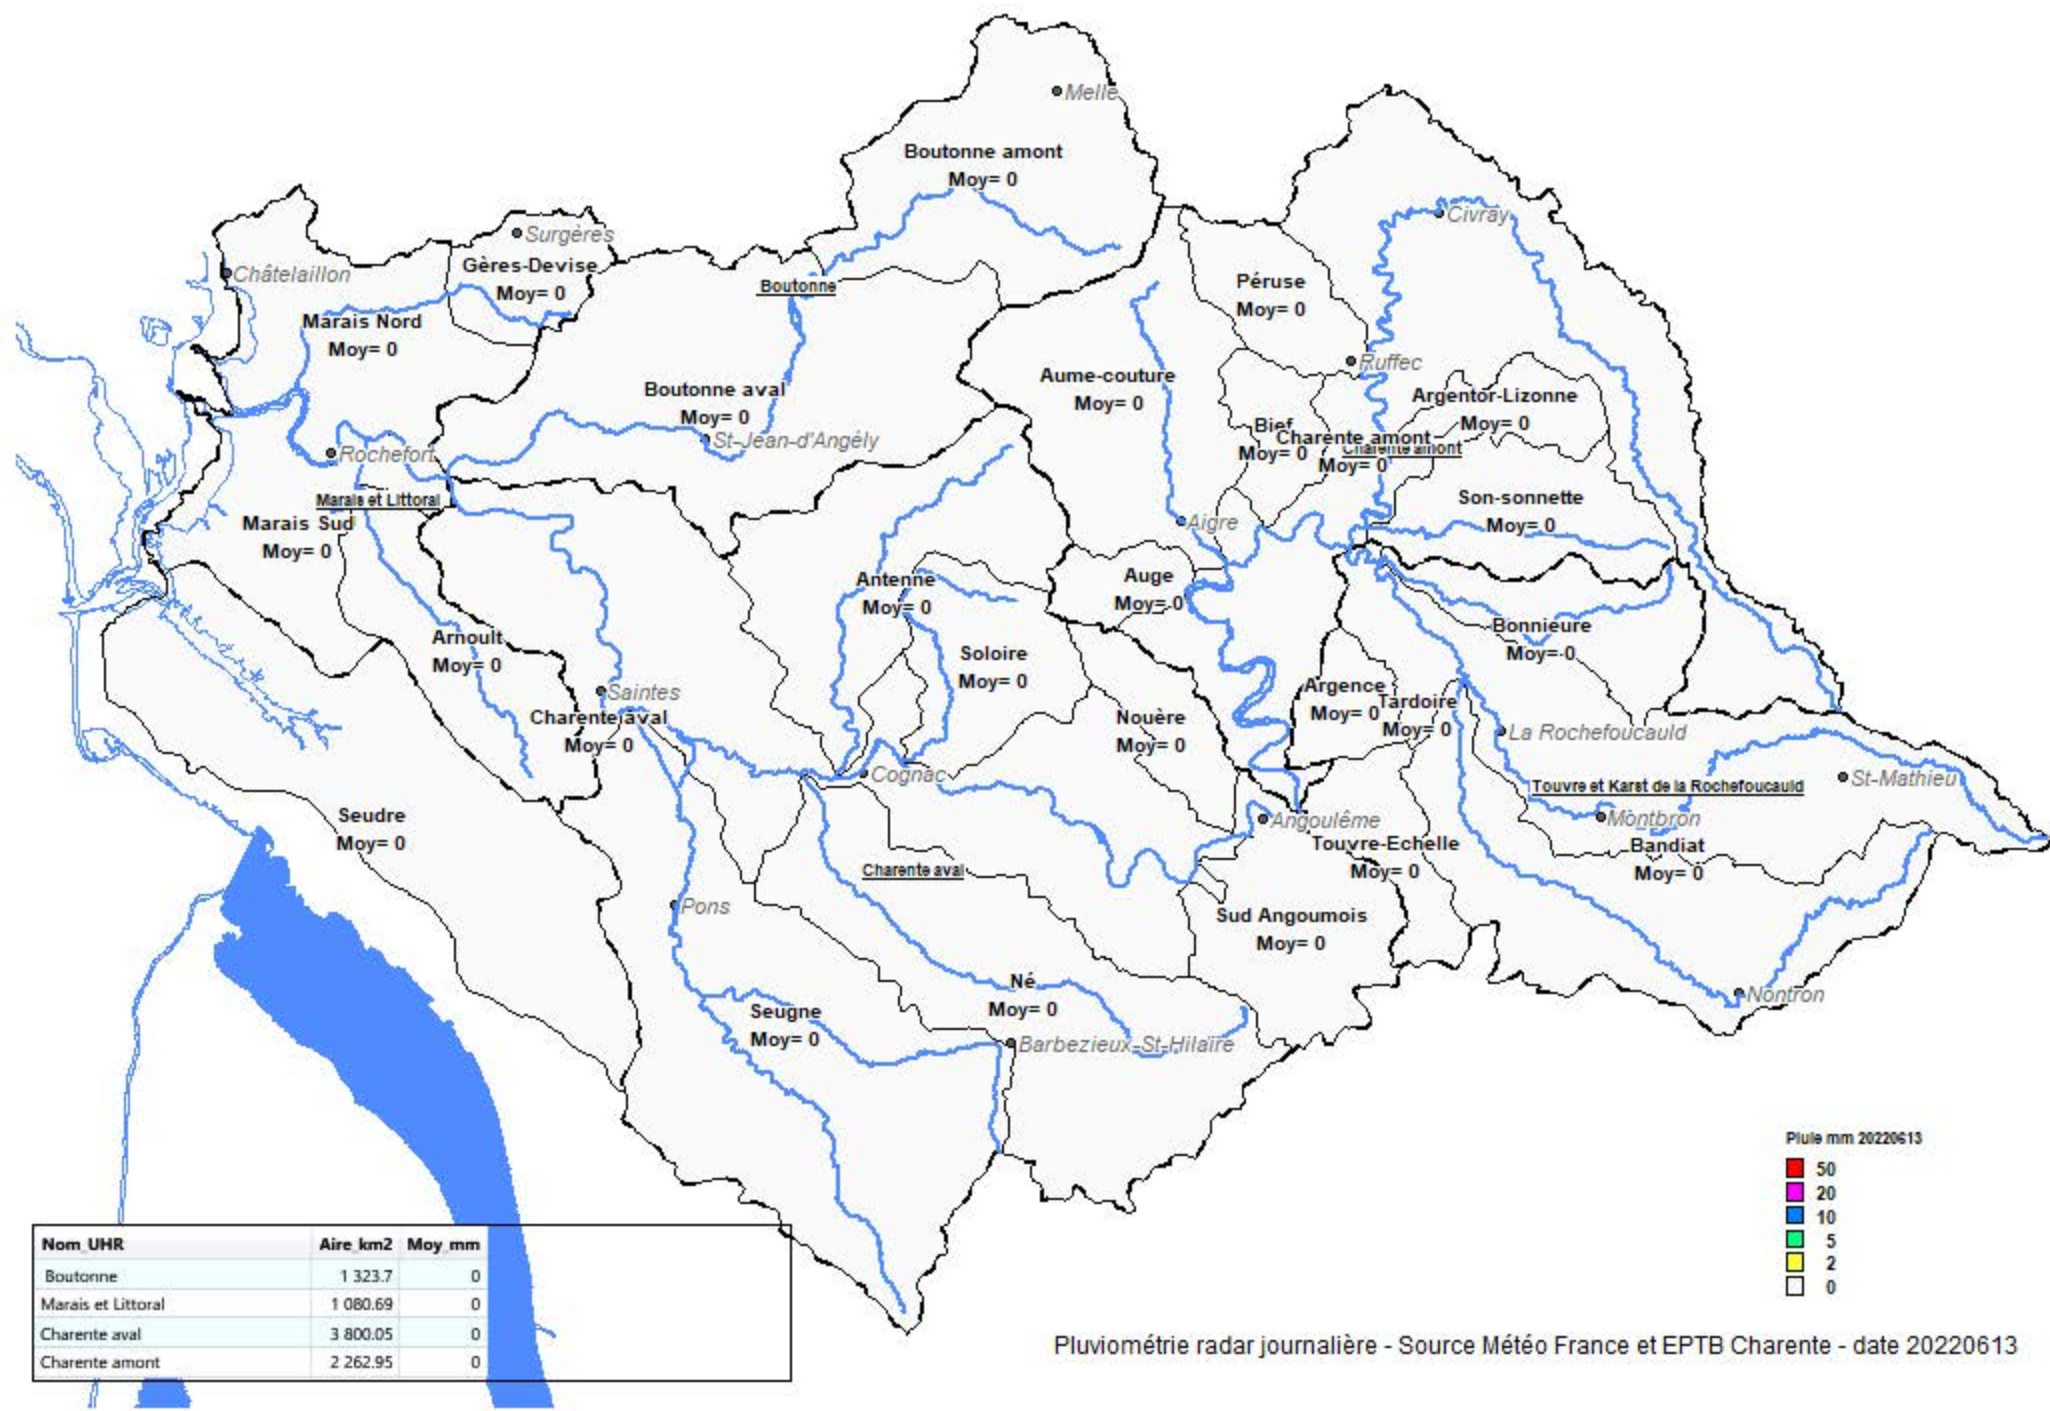 Melle
Boutonne amont
Moy= 0
Civray
Surgères
Gères-Devise
Moy= 0
Châtelaillon
Boutonne
Péruse
Moy= 0
Marais Nord
Moy= 0
Ruffec
Aume-couture
Moy= 0
Boutonne aval
Moy= 0
Argentor-Lizonne
Moy= 0
St-Jean-d'Angély
Bief
Moy= 0
Charente amont
Moy= 0
Charente amont
Rochefort
Marais et Littoral
Son-sonnette
Moy= 0
Marais Sud
Moy= 0
Aigre
Antenne
Moy= 0
Auge
Moy= 0
Bonnieure
Moy= 0
Arnoult
Moy= 0
Soloire
Moy= 0
Saintes
Argence
Moy= 0
Tardoire
Moy= 0
Charente aval
Moy= 0
Nouère
Moy= 0
La Rochefoucauld
Cognac
Touvre et Karst de la Rochefoucauld
St-Mathieu
Seudre
Moy= 0
Angoulême
Montbron
Touvre-Echelle
Moy= 0
Bandiat
Moy= 0
Charente aval
Pons
Sud Angoumois
Moy= 0
Né
Moy= 0
Nontron
Seugne
Moy= 0
Barbezieux-St-Hilaire
Pluie mm 20220613
50
20
10
5
2
0
Nom_UHR Aire_km2 Moy_mm
Boutonne 1 323.7 0
Marais et Littoral 1 080.69 0
Charente aval 3 800.05 0
Charente amont 2 262.95 0
Pluviométrie radar journalière - Source Météo France et EPTB Charente - date 20220613